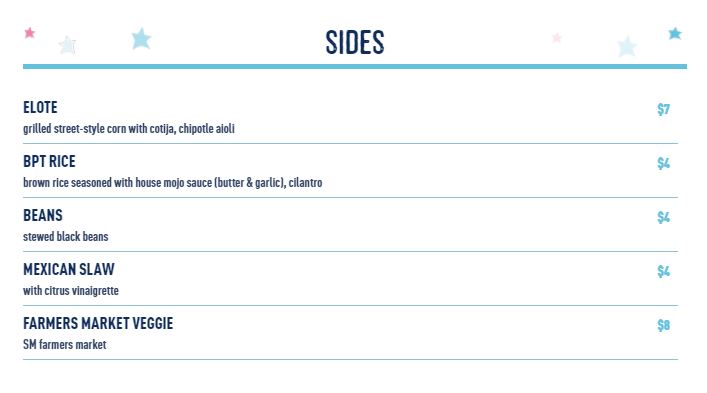 SIDES
ELOTE $7
grilled street-style corn with cotija, chipotle aioli
BPT RICE $4
brown rice seasoned with house mojo sauce (butter & garlic), cilantro
BEANS $4
stewed black beans
MEXICAN SLAW $4
with citrus vinaigrette
FARMERS MARKET VEGGIE $8
SM farmers market